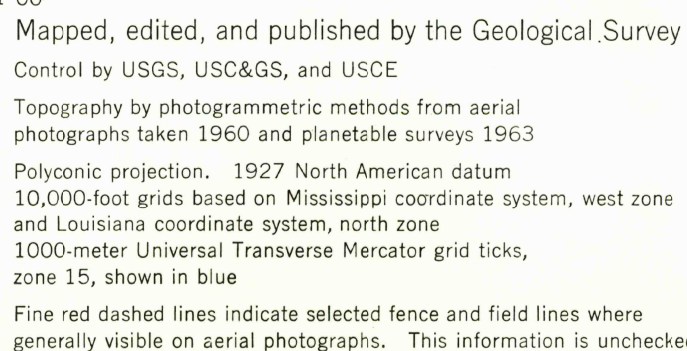 Mapped, edited, and published by the Geological Survey
Control by USGS, USC&GS, and USCE
Topography by photogrammetric methods from aerial
photographs taken 1960 and planetable surveys 1963
Polyconic projection. 1927 North American datum
10,000-foot grids based on Mississippi coordinate system, west zone
and Louisiana coordinate system, north zone
1000-meter Universal Transverse Mercator grid ticks,
zone 15, shown in blue
Fine red dashed lines indicate selected fence and field lines where
generally visible on aerial photographs. This information is unchecked